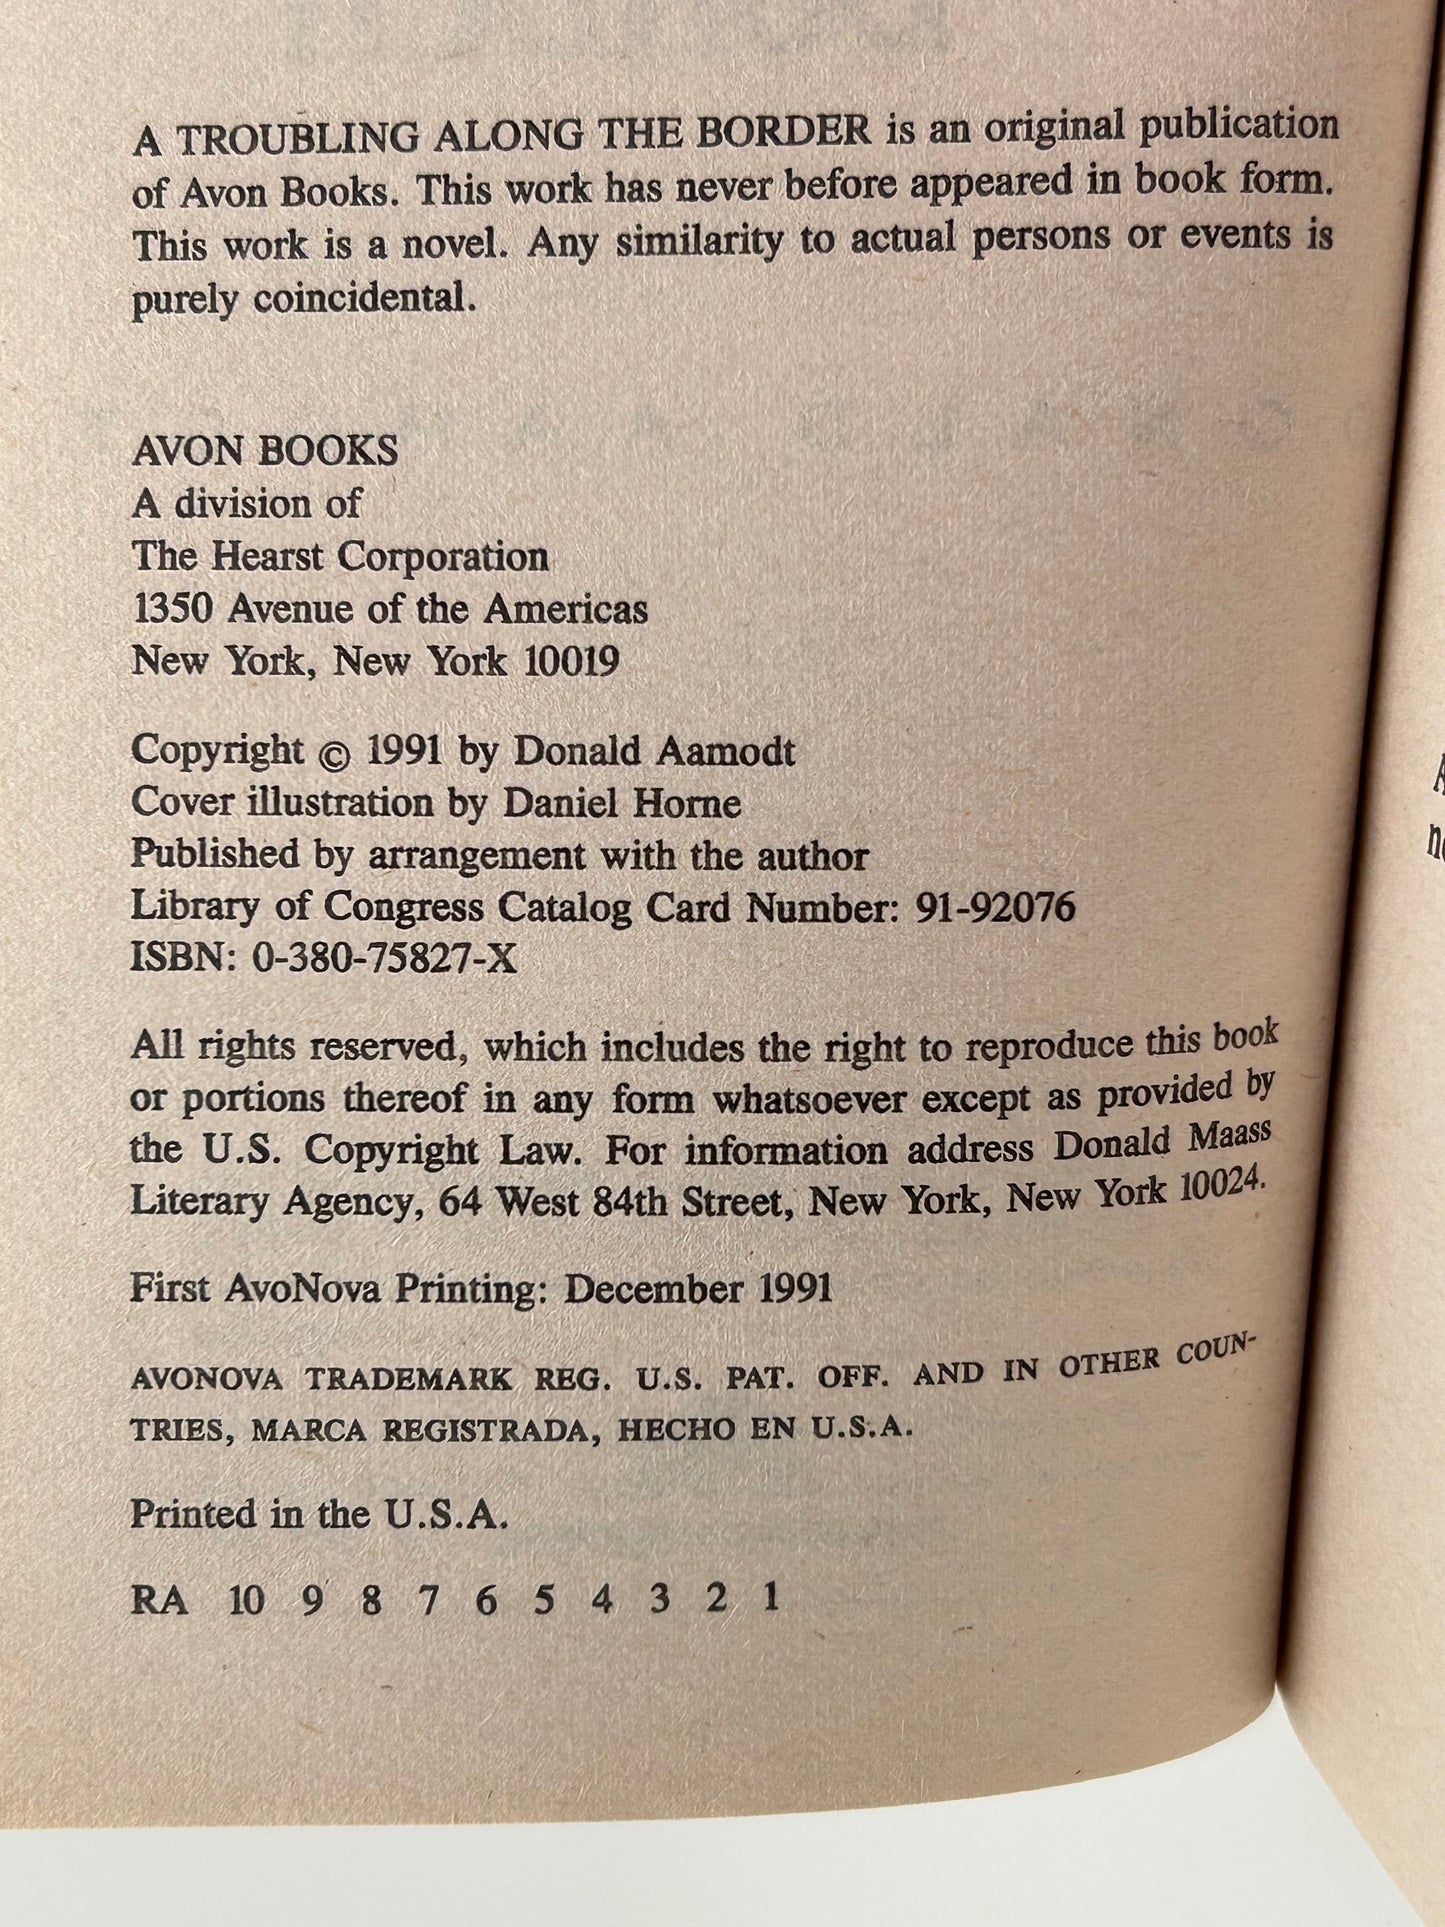 A TROUBLING ALONG THE BORDER is an original publication
of Avon Books. This work has never before appeared in book form.
This work is a novel. Any similarity to actual persons or events is
purely coincidental.
AVON BOOKS
A division of
The Hearst Corporation
1350 Avenue of the Americas
New York, New York 10019
Copyright © 1991 by Donald Aamodt
Cover illustration by Daniel Horne
Published by arrangement with the author
Library of Congress Catalog Card Number: 91-92076
ISBN: 0-380-75827-X
All rights reserved, which includes the right to reproduce this book
or portions thereof in any form whatsoever except as provided by
the U.S. Copyright Law. For information address Donald Maass
Literary Agency, 64 West 84th Street, New York, New York 10024.
First AvoNova Printing: December 1991
AVONOVA TRADEMARK REG. U.S. PAT. OFF. AND IN OTHER COUN-
TRIES, MARCA REGISTRADA, HECHO EN U.S.A.
Printed in the U.S.A.
RA 10 9 8 7 6 5 4 3 2 1